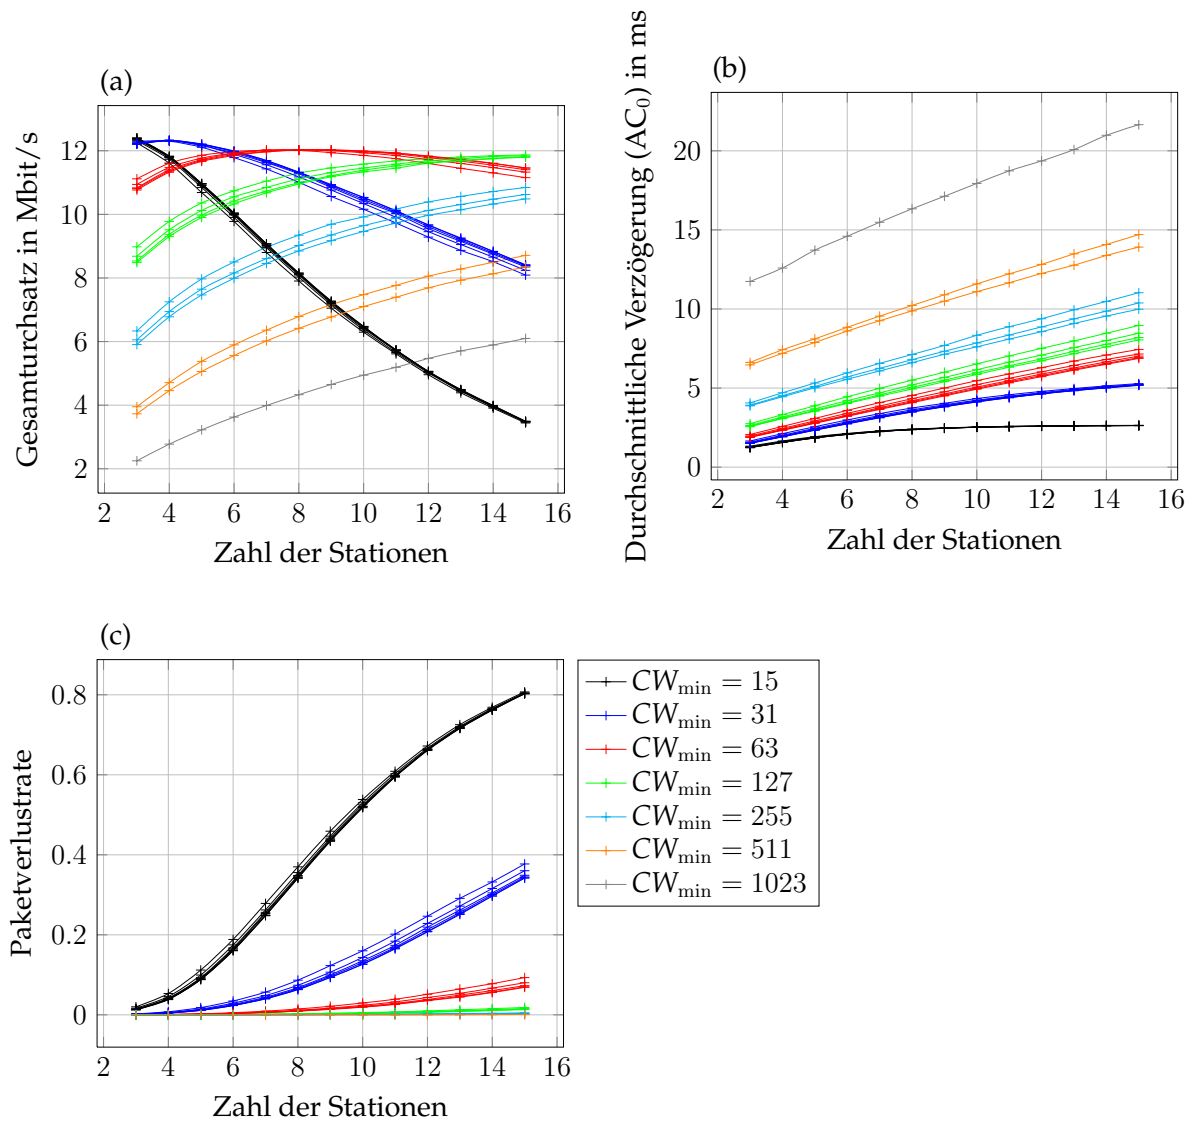 (a)
Gesamturchsatz in Mbit/s
12
10
8
6
4
2
2 4 6 8 10 12 14 16
Zahl der Stationen
(b)
Durchschnittliche Verzögerung (AC₀) in ms
20
15
10
5
0
2 4 6 8 10 12 14 16
Zahl der Stationen
(c)
Paketverlustrate
0.8
0.6
0.4
0.2
0
2 4 6 8 10 12 14 16
Zahl der Stationen
CWmin = 15
CWmin = 31
CWmin = 63
CWmin = 127
CWmin = 255
CWmin = 511
CWmin = 1023